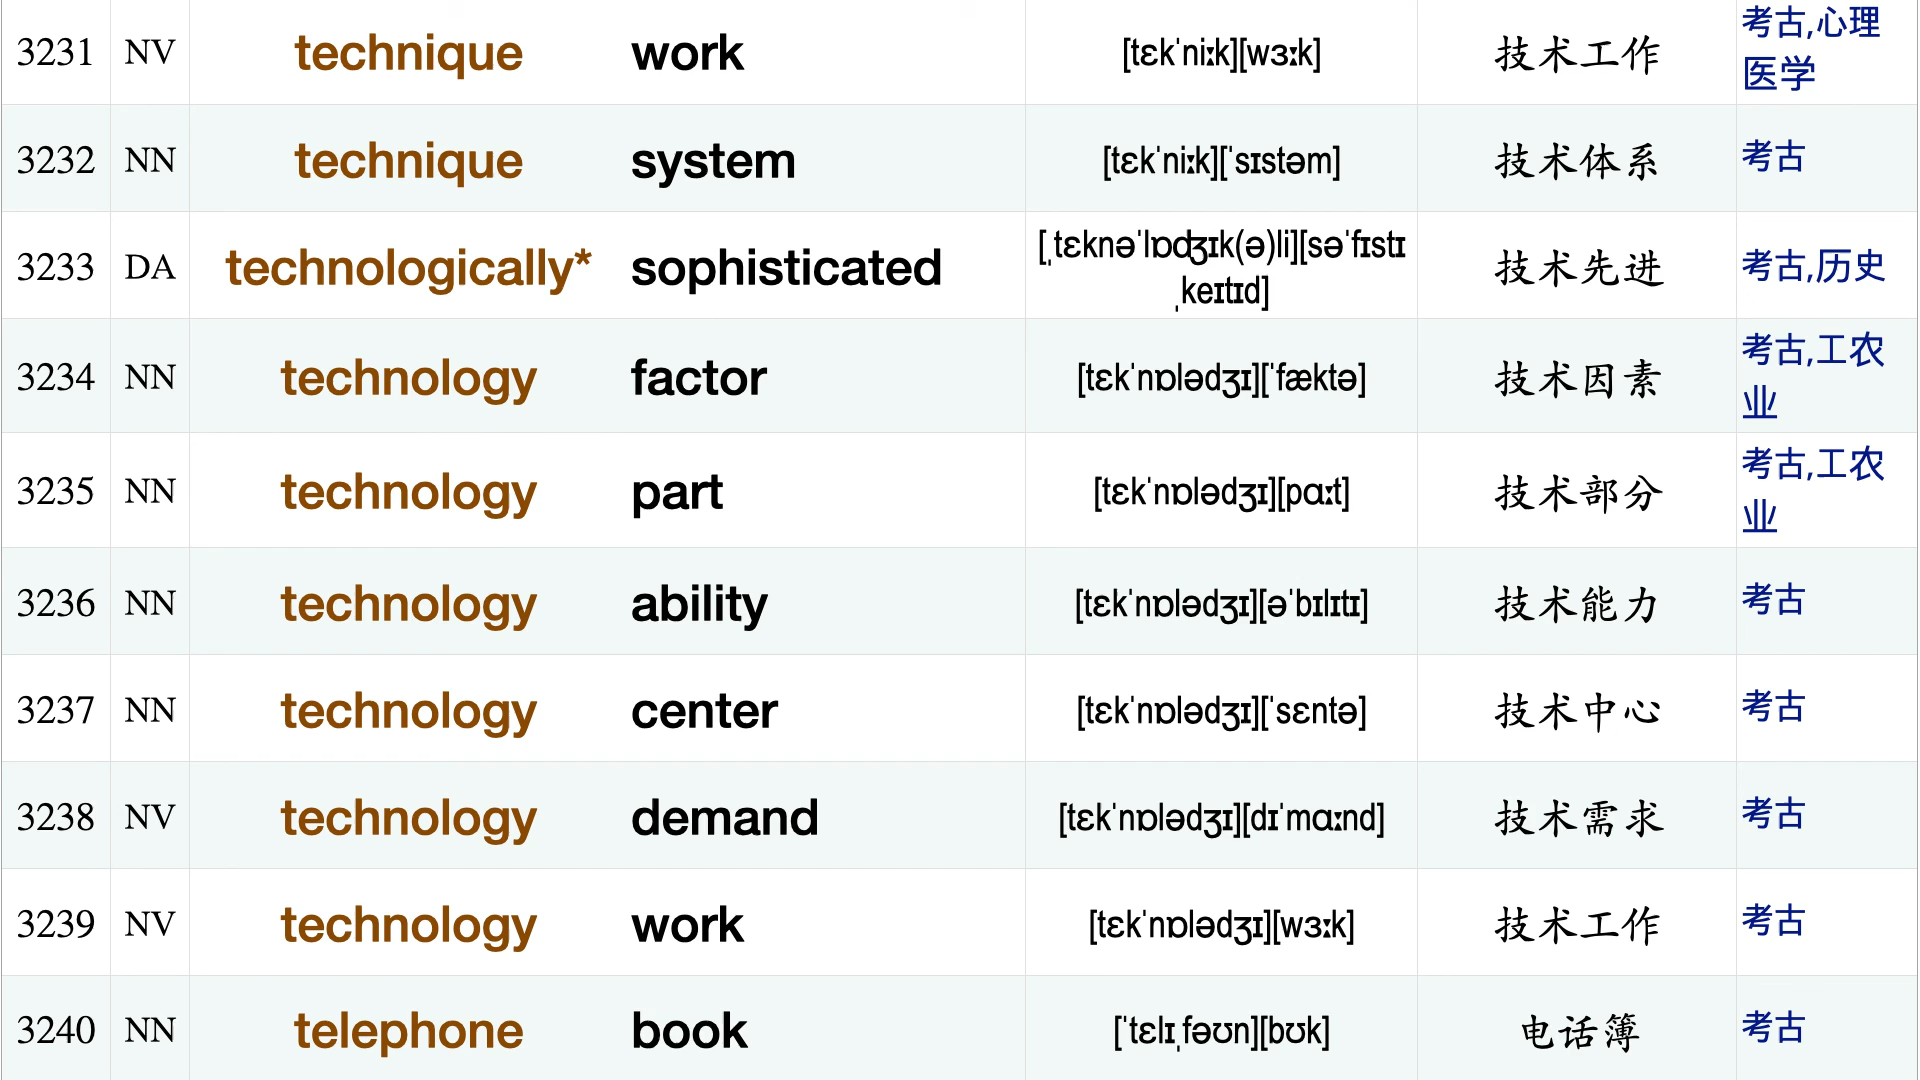 3231 NV technique work [tɛkˈniːk][wɜːk] 技术工作 考古,心理
医学
3232 NN technique system [tɛkˈniːk][ˈsɪstəm] 技术体系 考古
3233 DA technologically* sophisticated [ˌtɛknəˈlɒʤɪk(ə)li][səˈfɪstɪ
ˌkeɪtɪd] 技术先进 考古,历史
3234 NN technology factor [tɛkˈnɒlədʒɪ][ˈfæktə] 技术因素 考古,工农
业
3235 NN technology part [tɛkˈnɒlədʒɪ][pɑːt] 技术部分 考古,工农
业
3236 NN technology ability [tɛkˈnɒlədʒɪ][əˈbɪlɪtɪ] 技术能力 考古
3237 NN technology center [tɛkˈnɒlədʒɪ][ˈsɛntə] 技术中心 考古
3238 NV technology demand [tɛkˈnɒlədʒɪ][dɪˈmɑːnd] 技术需求 考古
3239 NV technology work [tɛkˈnɒlədʒɪ][wɜːk] 技术工作 考古
3240 NN telephone book [ˈtɛlɪˌfəʊn][bʊk] 电话簿 考古